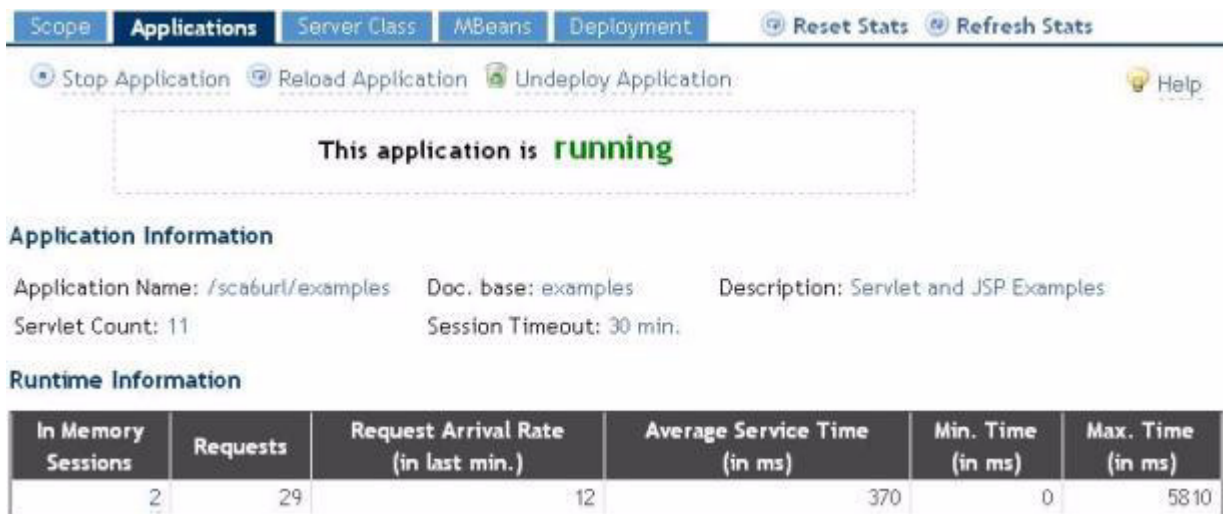 Scope Applications Server Class MBeans Deployment Reset Stats Refresh Stats
Stop Application Reload Application Undeploy Application Help
This application is running
Application Information
Application Name: /sca6url/examples Doc. base: examples Description: Servlet and JSP Examples
Servlet Count: 11 Session Timeout: 30 min.
Runtime Information
In Memory Requests Request Arrival Rate Average Service Time Min. Time Max. Time
Sessions (in last min.) (in ms) (in ms) (in ms)
2 29 12 370 0 5810